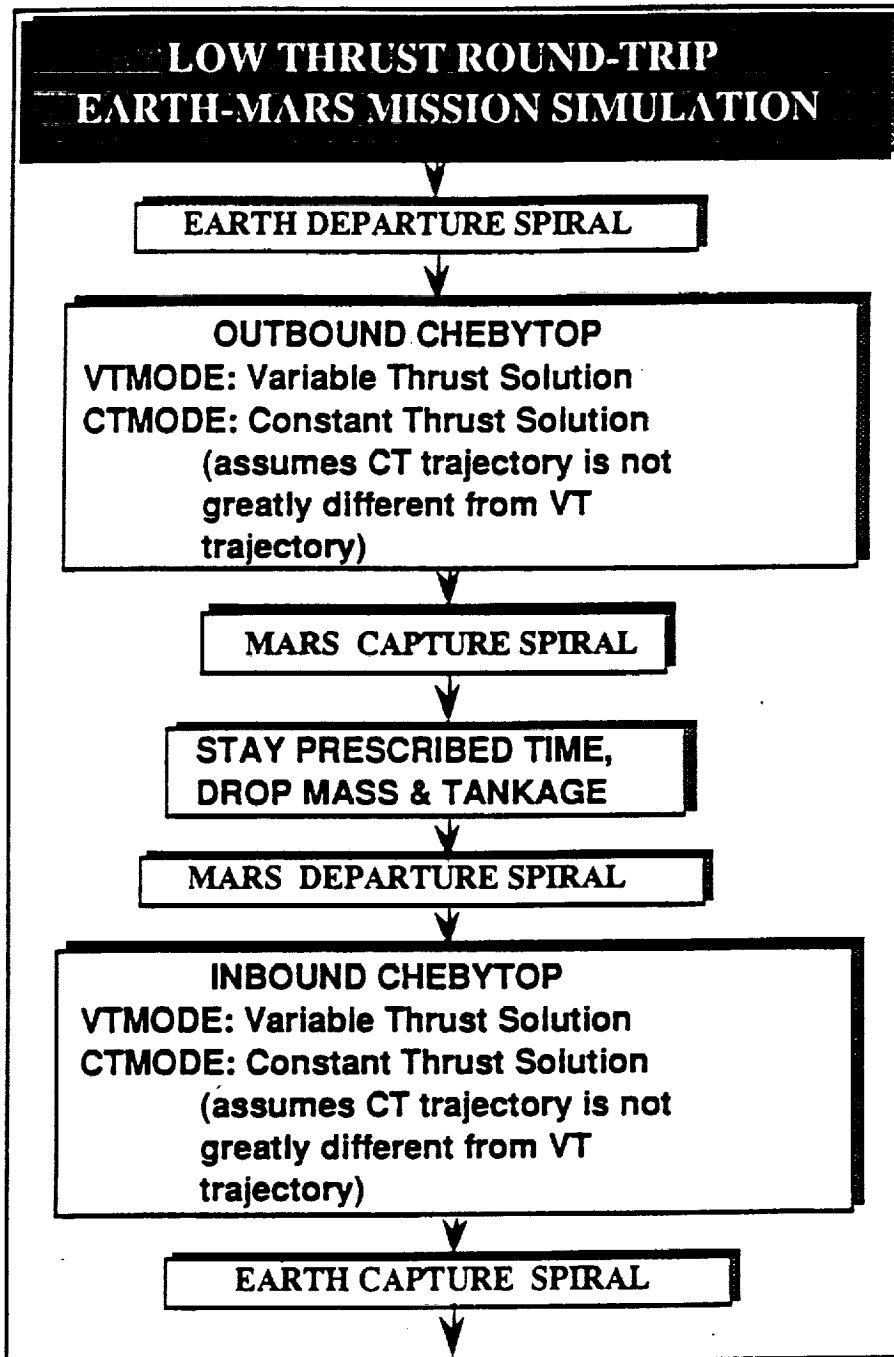 LOW THRUST ROUND-TRIP
EARTH-MARS MISSION SIMULATION
EARTH DEPARTURE SPIRAL
OUTBOUND CHEBYTOP
VTMODE: Variable Thrust Solution
CTMODE: Constant Thrust Solution
(assumes CT trajectory is not
greatly different from VT
trajectory)
MARS CAPTURE SPIRAL
STAY PRESCRIBED TIME,
DROP MASS & TANKAGE
MARS DEPARTURE SPIRAL
INBOUND CHEBYTOP
VTMODE: Variable Thrust Solution
CTMODE: Constant Thrust Solution
(assumes CT trajectory is not
greatly different from VT
trajectory)
EARTH CAPTURE SPIRAL